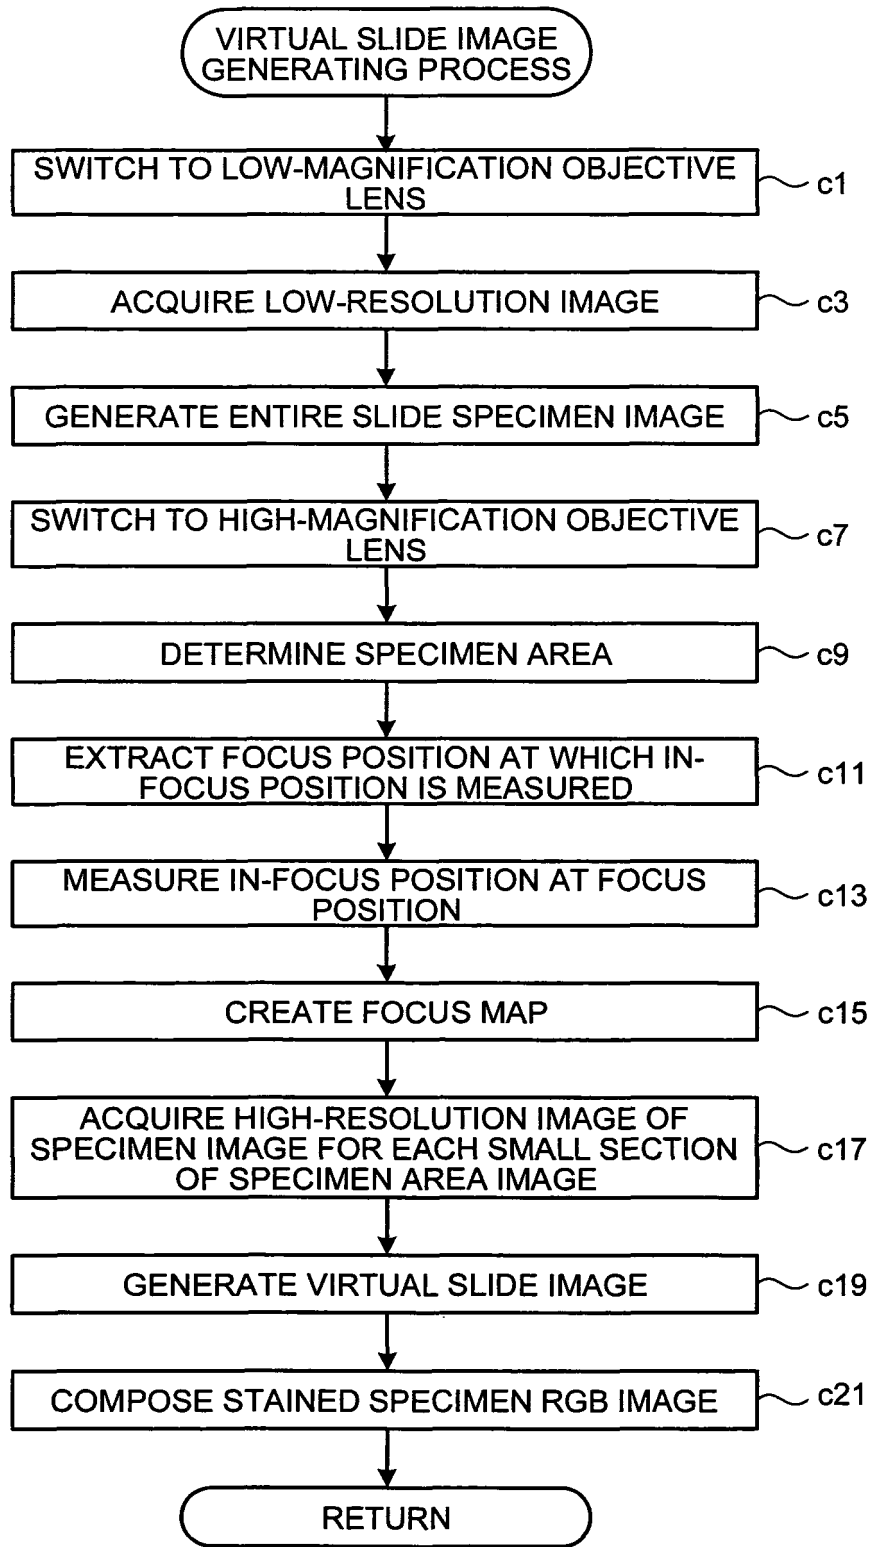 VIRTUAL SLIDE IMAGE
GENERATING PROCESS
SWITCH TO LOW-MAGNIFICATION OBJECTIVE
LENS
c1
ACQUIRE LOW-RESOLUTION IMAGE
c3
GENERATE ENTIRE SLIDE SPECIMEN IMAGE
c5
SWITCH TO HIGH-MAGNIFICATION OBJECTIVE
LENS
c7
DETERMINE SPECIMEN AREA
c9
EXTRACT FOCUS POSITION AT WHICH IN-
FOCUS POSITION IS MEASURED
c11
MEASURE IN-FOCUS POSITION AT FOCUS
POSITION
c13
CREATE FOCUS MAP
c15
ACQUIRE HIGH-RESOLUTION IMAGE OF
SPECIMEN IMAGE FOR EACH SMALL SECTION
OF SPECIMEN AREA IMAGE
c17
GENERATE VIRTUAL SLIDE IMAGE
c19
COMPOSE STAINED SPECIMEN RGB IMAGE
c21
RETURN